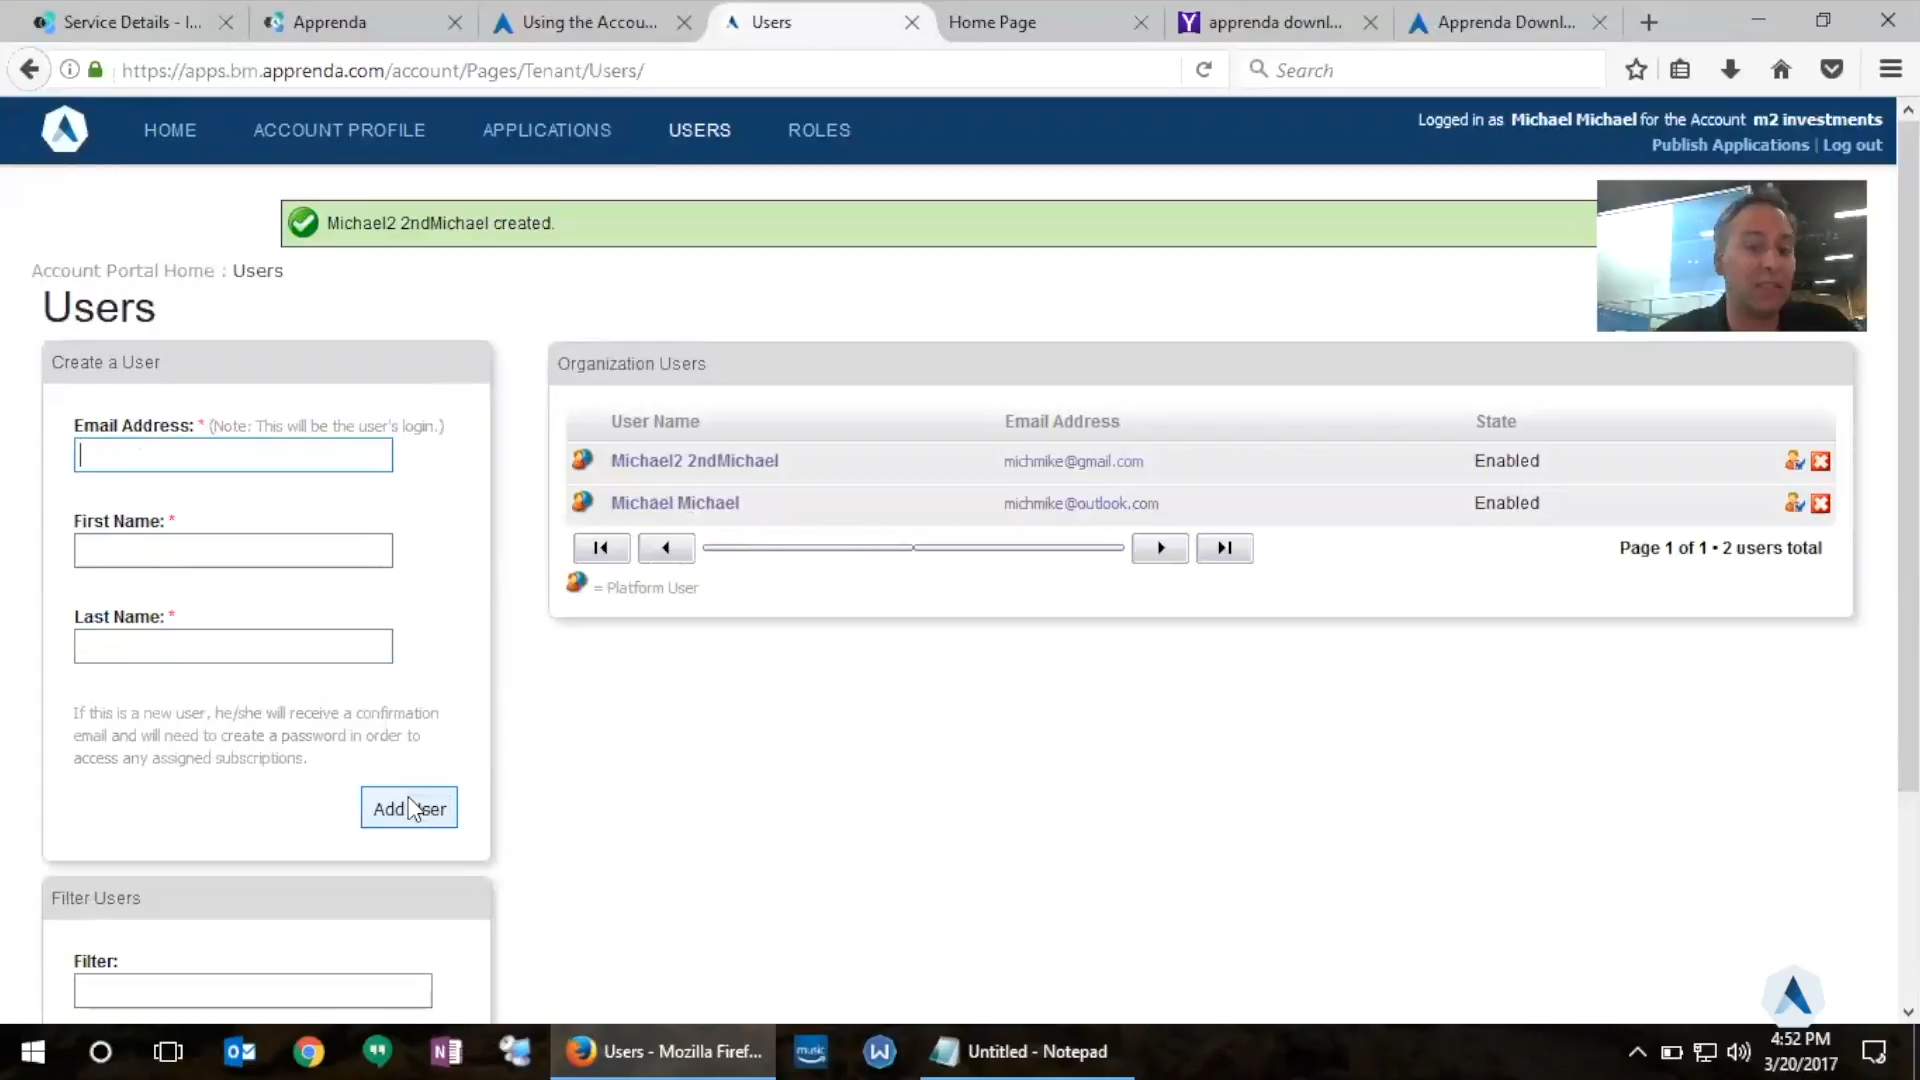 Service Details - I...
Apprenda
Using the Accou...
Users
Home Page
apprenda downl...
Apprenda Downl...
https://apps.bm.apprenda.com/account/Pages/Tenant/Users/
Search
HOME
ACCOUNT PROFILE
APPLICATIONS
USERS
ROLES
Logged in as Michael Michael for the Account m2 investments
Publish Applications | Log out
Michael2 2ndMichael created.
Account Portal Home : Users
Users
Create a User
Email Address: * (Note: This will be the user's login.)
First Name: *
Last Name: *
If this is a new user, he/she will receive a confirmation
email and will need to create a password in order to
access any assigned subscriptions.
Add User
Filter Users
Filter:
Organization Users
User Name Email Address State
Michael2 2ndMichael michmike@gmail.com Enabled
Michael Michael michmike@outlook.com Enabled
Page 1 of 1 • 2 users total
= Platform User
Users - Mozilla Firef...
music
Untitled - Notepad
4:52 PM
3/20/2017